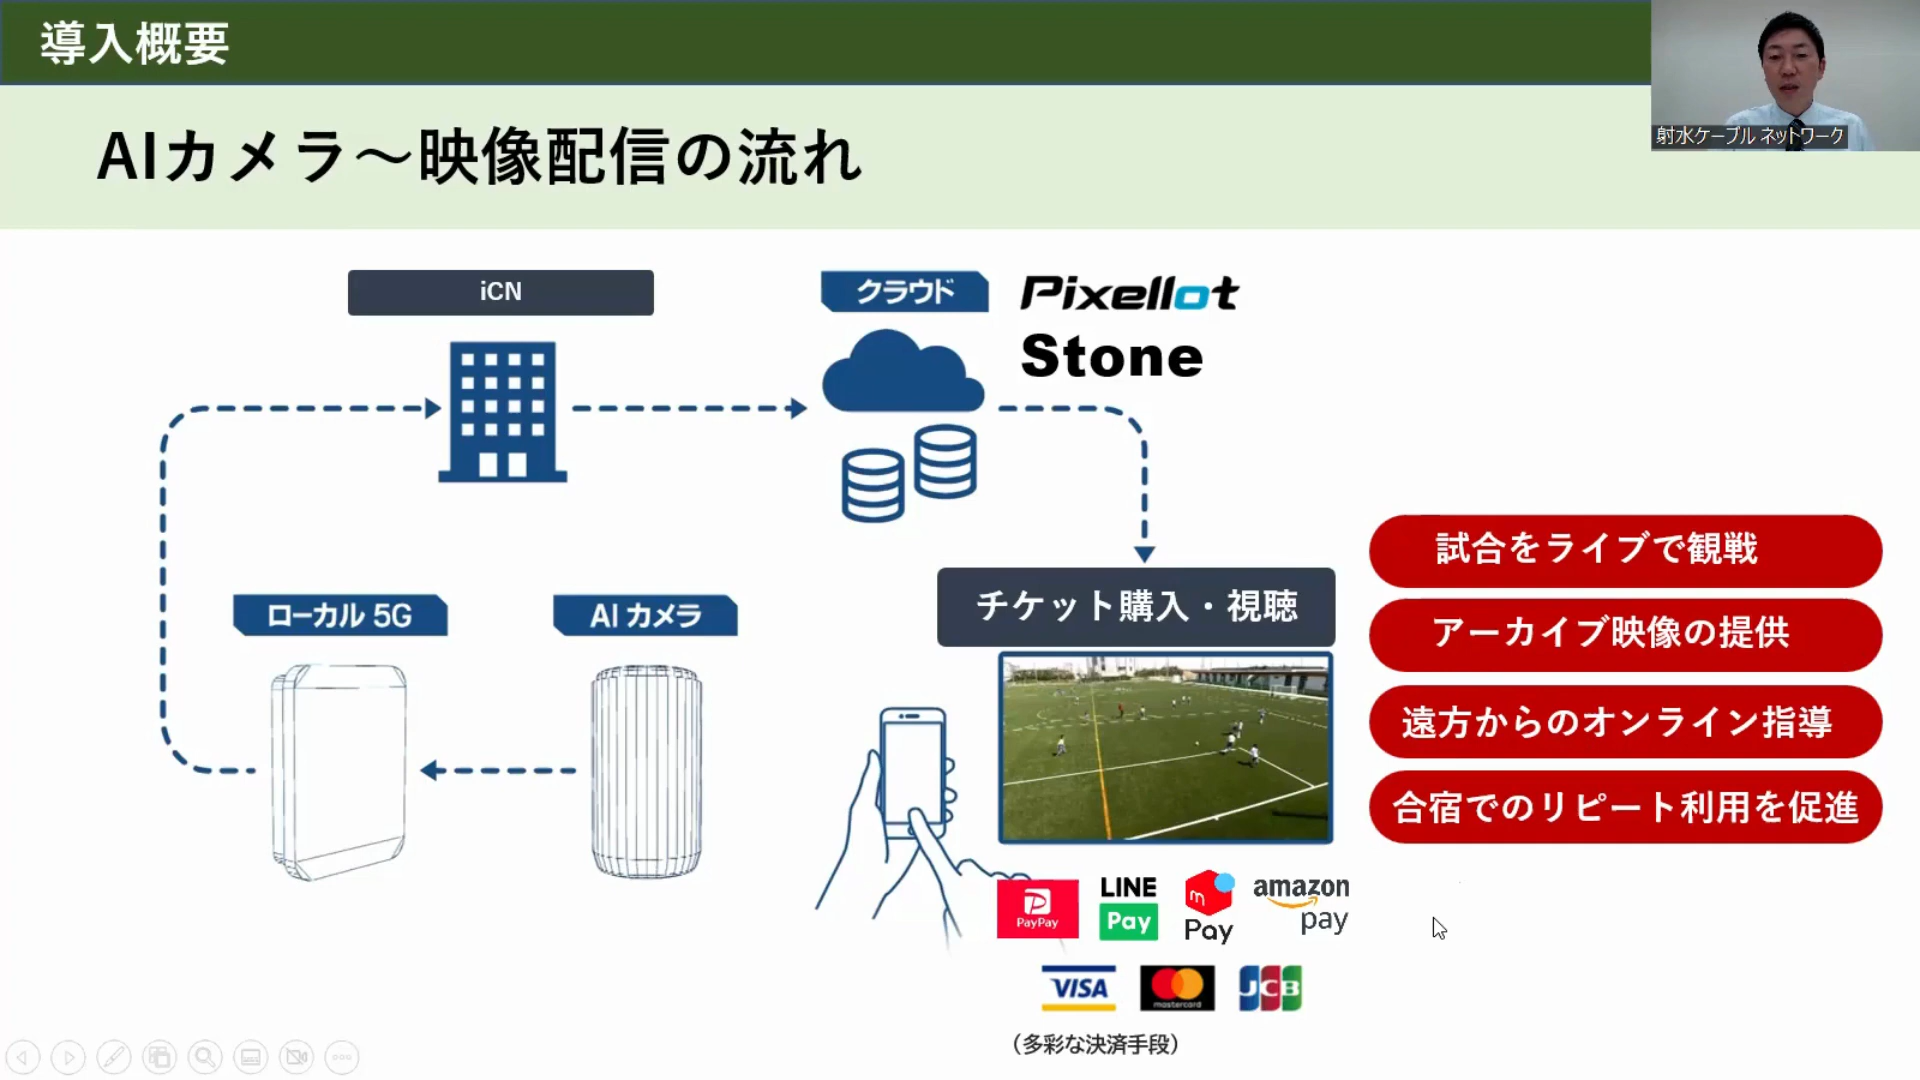 導入概要
射水ケーブル ネットワーク
AIカメラ～映像配信の流れ
iCN
クラウド
Pixellot
Stone
ローカル 5G
AI カメラ
チケット購入・視聴
試合をライブで観戦
アーカイブ映像の提供
遠方からのオンライン指導
合宿でのリピート利用を促進
PayPay
LINE Pay
m Pay
amazon pay
VISA
mastercard
JCB
（多彩な決済手段）